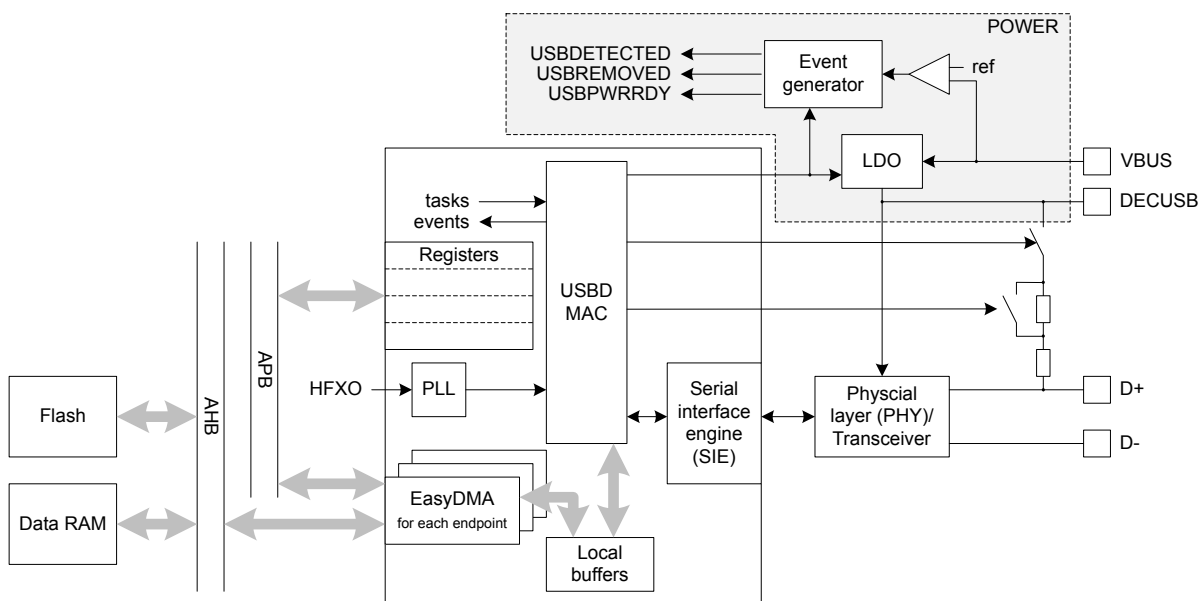 POWER
USBDETECTED
USBREMOVED
USBPWRRDY
Event
generator
ref
LDO
VBUS
DECUSB
tasks
events
Registers
USBD
MAC
APB
AHB
HFXO
PLL
Flash
Serial
interface
engine
(SIE)
Physcial
layer (PHY)/
Transceiver
D+
D-
EasyDMA
for each endpoint
Data RAM
Local
buffers